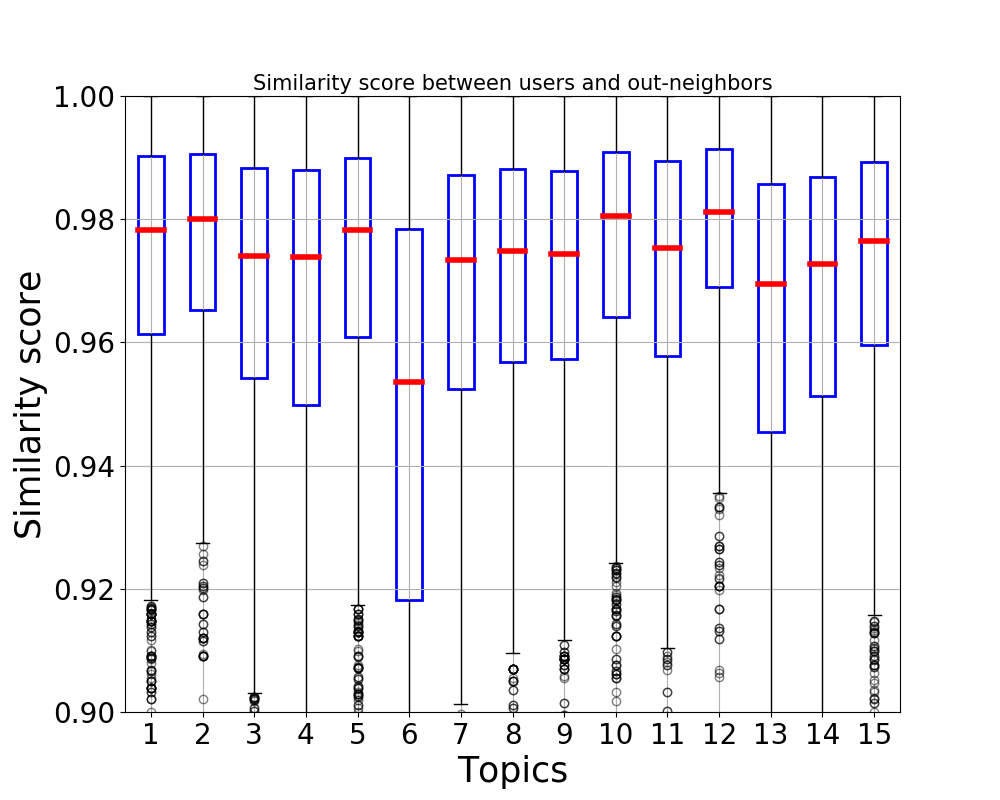 Similarity score between users and out-neighbors
1.00
0.98
0.96
0.94
0.92
0.90
Similarity score
1 2 3 4 5 6 7 8 9 10 11 12 13 14 15
Topics